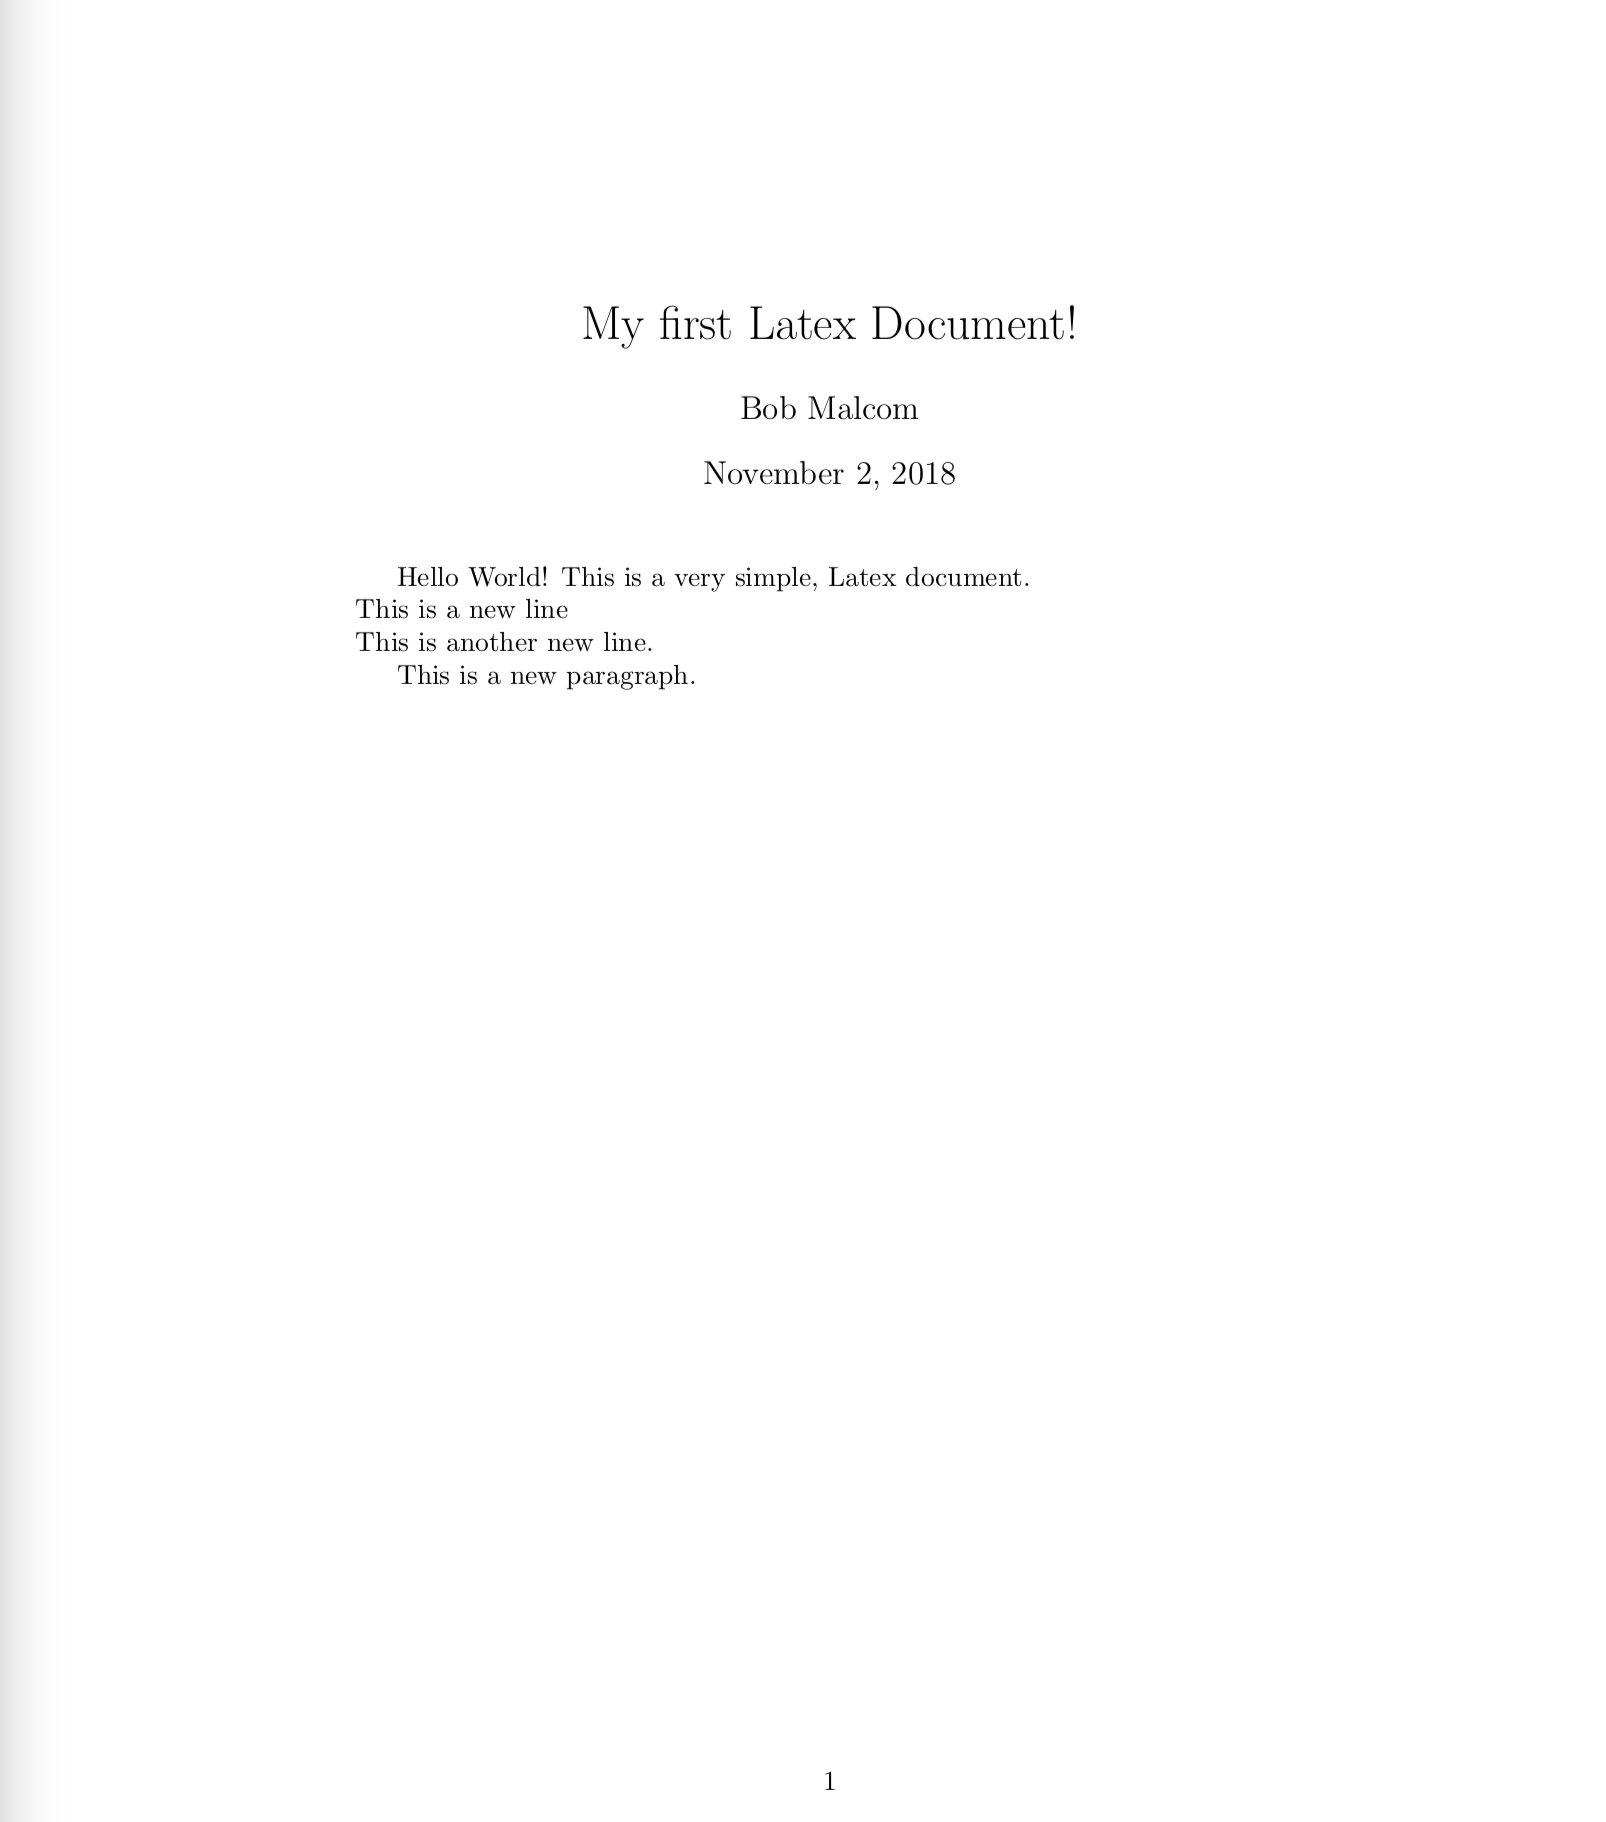 My first Latex Document!
Bob Malcom
November 2, 2018
Hello World! This is a very simple, Latex document.
This is a new line
This is another new line.
This is a new paragraph.
1